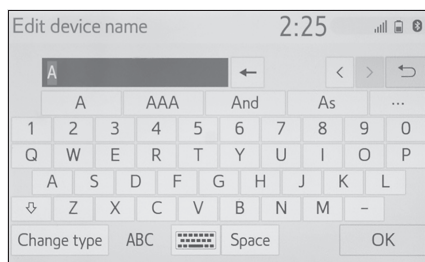 Edit device name 2:25
A
A AAA And As ...
1 2 3 4 5 6 7 8 9 0
Q W E R T Y U I O P
A S D F G H J K L
Z X C V B N M -
Change type ABC Space OK